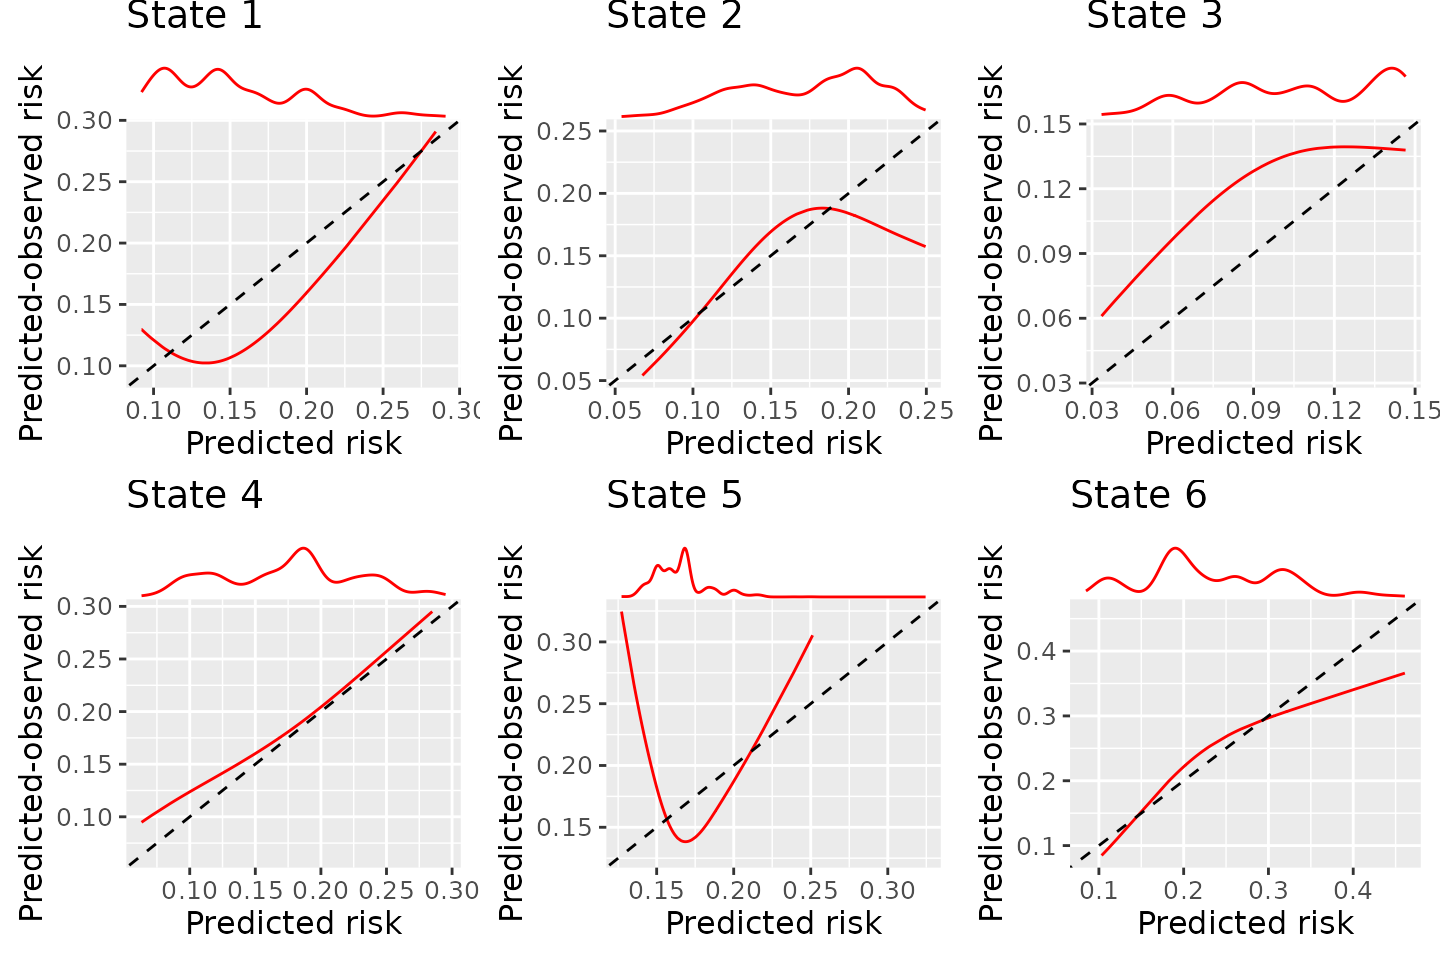 State 1
Predicted-observed risk
0.30
0.25
0.20
0.15
0.10
0.10 0.15 0.20 0.25 0.30
Predicted risk
State 2
Predicted-observed risk
0.25
0.20
0.15
0.10
0.05
0.05 0.10 0.15 0.20 0.25
Predicted risk
State 3
Predicted-observed risk
0.15
0.12
0.09
0.06
0.03
0.03 0.06 0.09 0.12 0.15
Predicted risk
State 4
Predicted-observed risk
0.30
0.25
0.20
0.15
0.10
0.10 0.15 0.20 0.25 0.30
Predicted risk
State 5
Predicted-observed risk
0.30
0.25
0.20
0.15
0.15 0.20 0.25 0.30
Predicted risk
State 6
Predicted-observed risk
0.4
0.3
0.2
0.1
0.1 0.2 0.3 0.4
Predicted risk